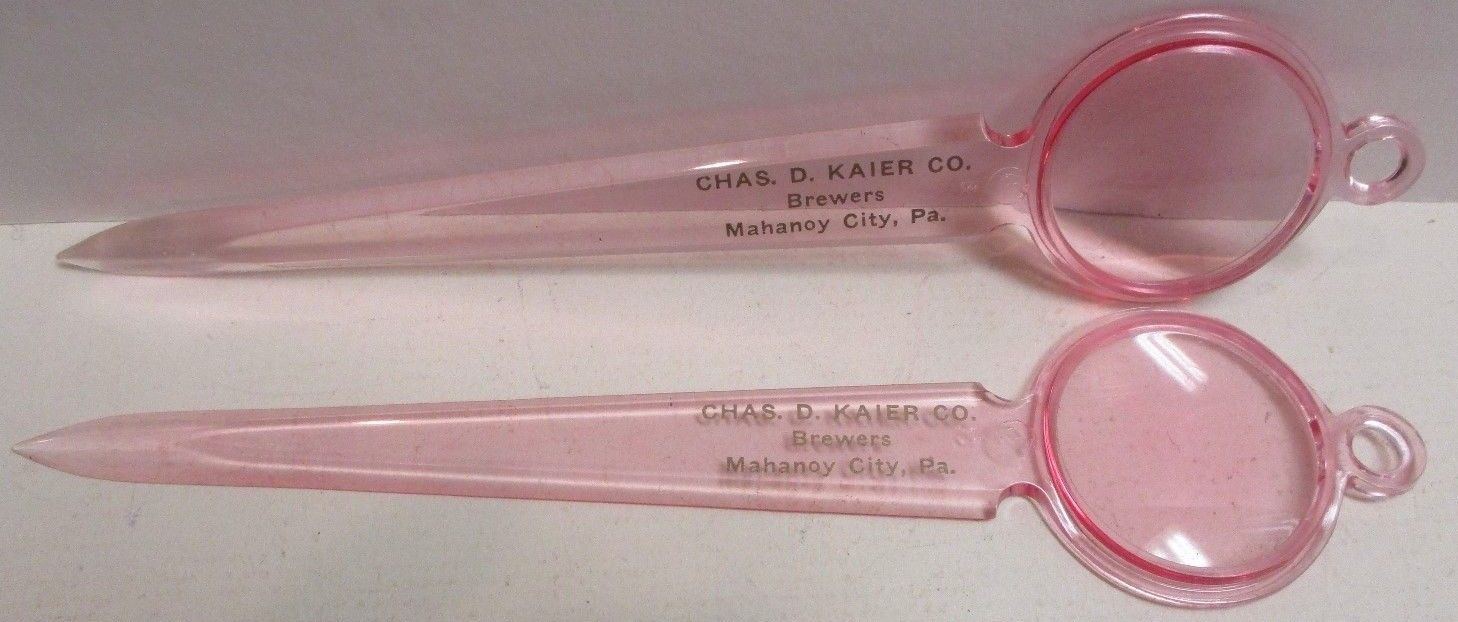 CHAS. D. KAIER CO.
Brewers
Mahanoy City, Pa.
CHAS. D. KAIER CO.
Brewers
Mahanoy City, Pa.